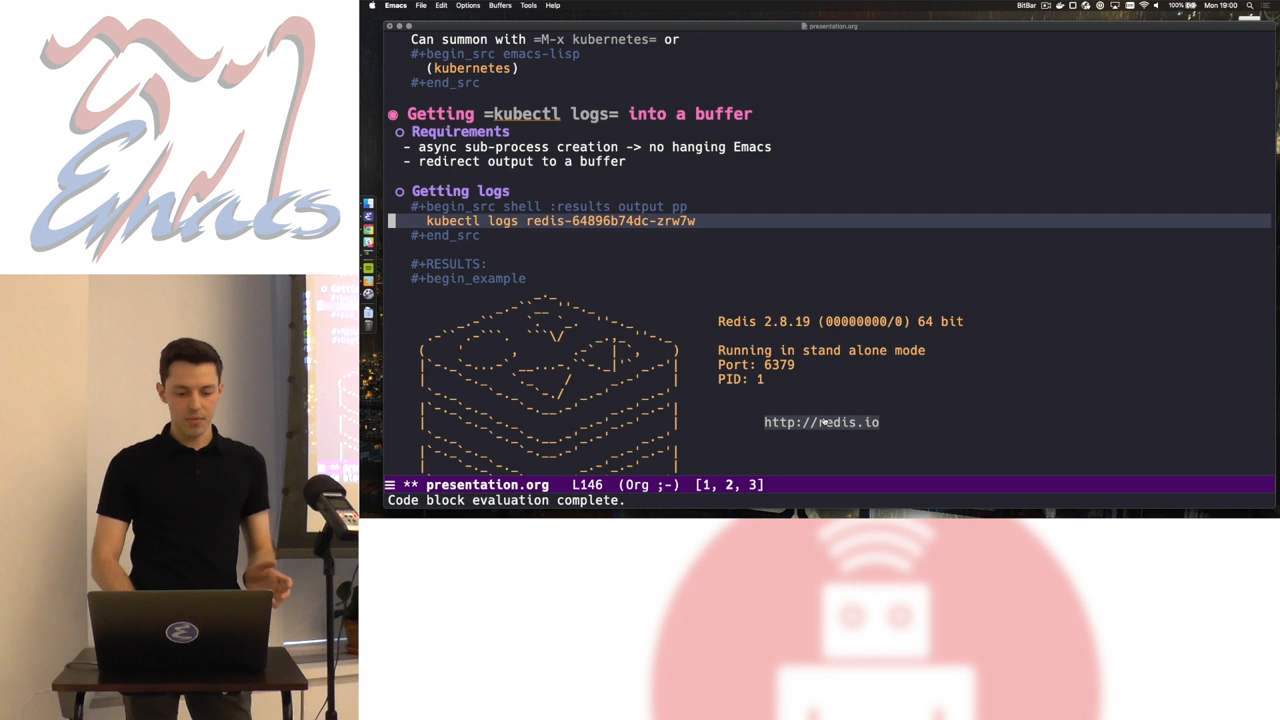 Emacs File Edit Options Buffers Tools Help
BitBar 100% Mon 19:00
presentation.org
Can summon with =M-x kubernetes= or
#+begin_src emacs-lisp
(kubernetes)
#+end_src
Getting =kubectl logs= into a buffer
Requirements
- async sub-process creation -> no hanging Emacs
- redirect output to a buffer
Getting logs
#+begin_src shell :results output pp
kubectl logs redis-64896b74dc-zrw7w
#+end_src
#+RESULTS:
#+begin_example
Redis 2.8.19 (00000000/0) 64 bit
Running in stand alone mode
Port: 6379
PID: 1
http://redis.io
** presentation.org L146 (Org ;-) [1, 2, 3]
Code block evaluation complete.
Emacs